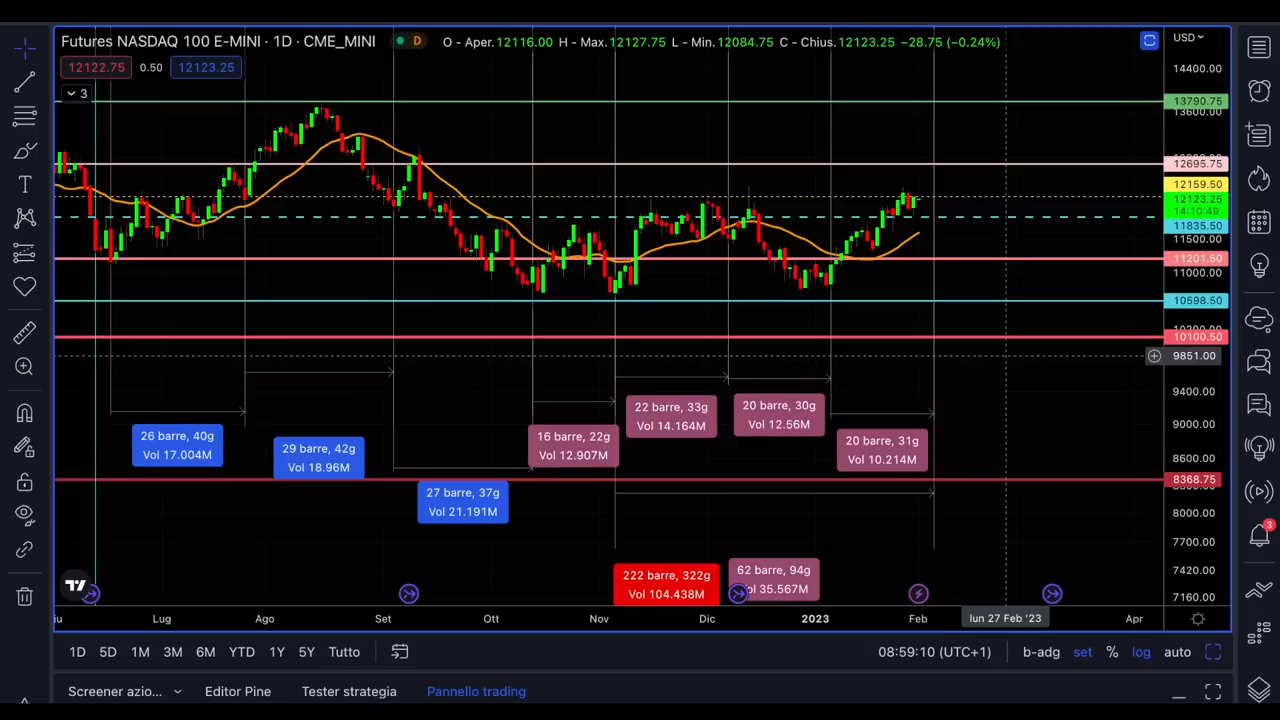 Futures NASDAQ 100 E-MINI · 1D · CME_MINI D O - Aper.12116.00 H - Max.12127.75 L - Min.12084.75 C - Chius.12123.25 −28.75 (−0.24%)
USD
12122.75 0.50 12123.25
3
14400.00
13790.75
13600.00
12695.75
12159.50
12123.25
14:10:49
11835.50
11500.00
11201.50
11000.00
10598.50
10200.00
10100.50
9851.00
9400.00
9000.00
8600.00
8368.75
8000.00
7700.00
7420.00
7160.00
26 barre, 40g
Vol 17.004M
29 barre, 42g
Vol 18.96M
27 barre, 37g
Vol 21.191M
16 barre, 22g
Vol 12.907M
22 barre, 33g
Vol 14.164M
20 barre, 30g
Vol 12.56M
20 barre, 31g
Vol 10.214M
222 barre, 322g
Vol 104.438M
62 barre, 94g
Vol 35.567M
3
iu Lug Ago Set Ott Nov Dic 2023 Feb lun 27 Feb '23 Apr
1D 5D 1M 3M 6M YTD 1Y 5Y Tutto 08:59:10 (UTC+1) b-adg set % log auto
Screener azio... Editor Pine Tester strategia Pannello trading